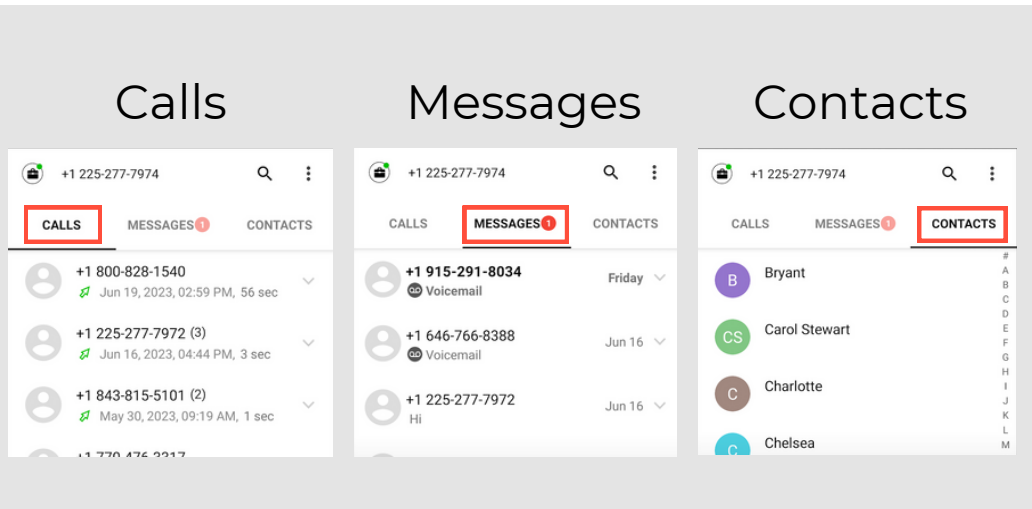 Calls
Messages
Contacts
+1 225-277-7974
CALLS
MESSAGES 1
CONTACTS
+1 800-828-1540
Jun 19, 2023, 02:59 PM, 56 sec
+1 225-277-7972 (3)
Jun 16, 2023, 04:44 PM, 3 sec
+1 843-815-5101 (2)
May 30, 2023, 09:19 AM, 1 sec
+1 225-277-7974
CALLS
MESSAGES 1
CONTACTS
+1 915-291-8034
Voicemail
Friday
+1 646-766-8388
Voicemail
Jun 16
+1 225-277-7972
Hi
Jun 16
+1 225-277-7974
CALLS
MESSAGES 1
CONTACTS
B Bryant
CS Carol Stewart
C Charlotte
C Chelsea
#
A
B
C
D
E
F
G
H
I
J
K
L
M